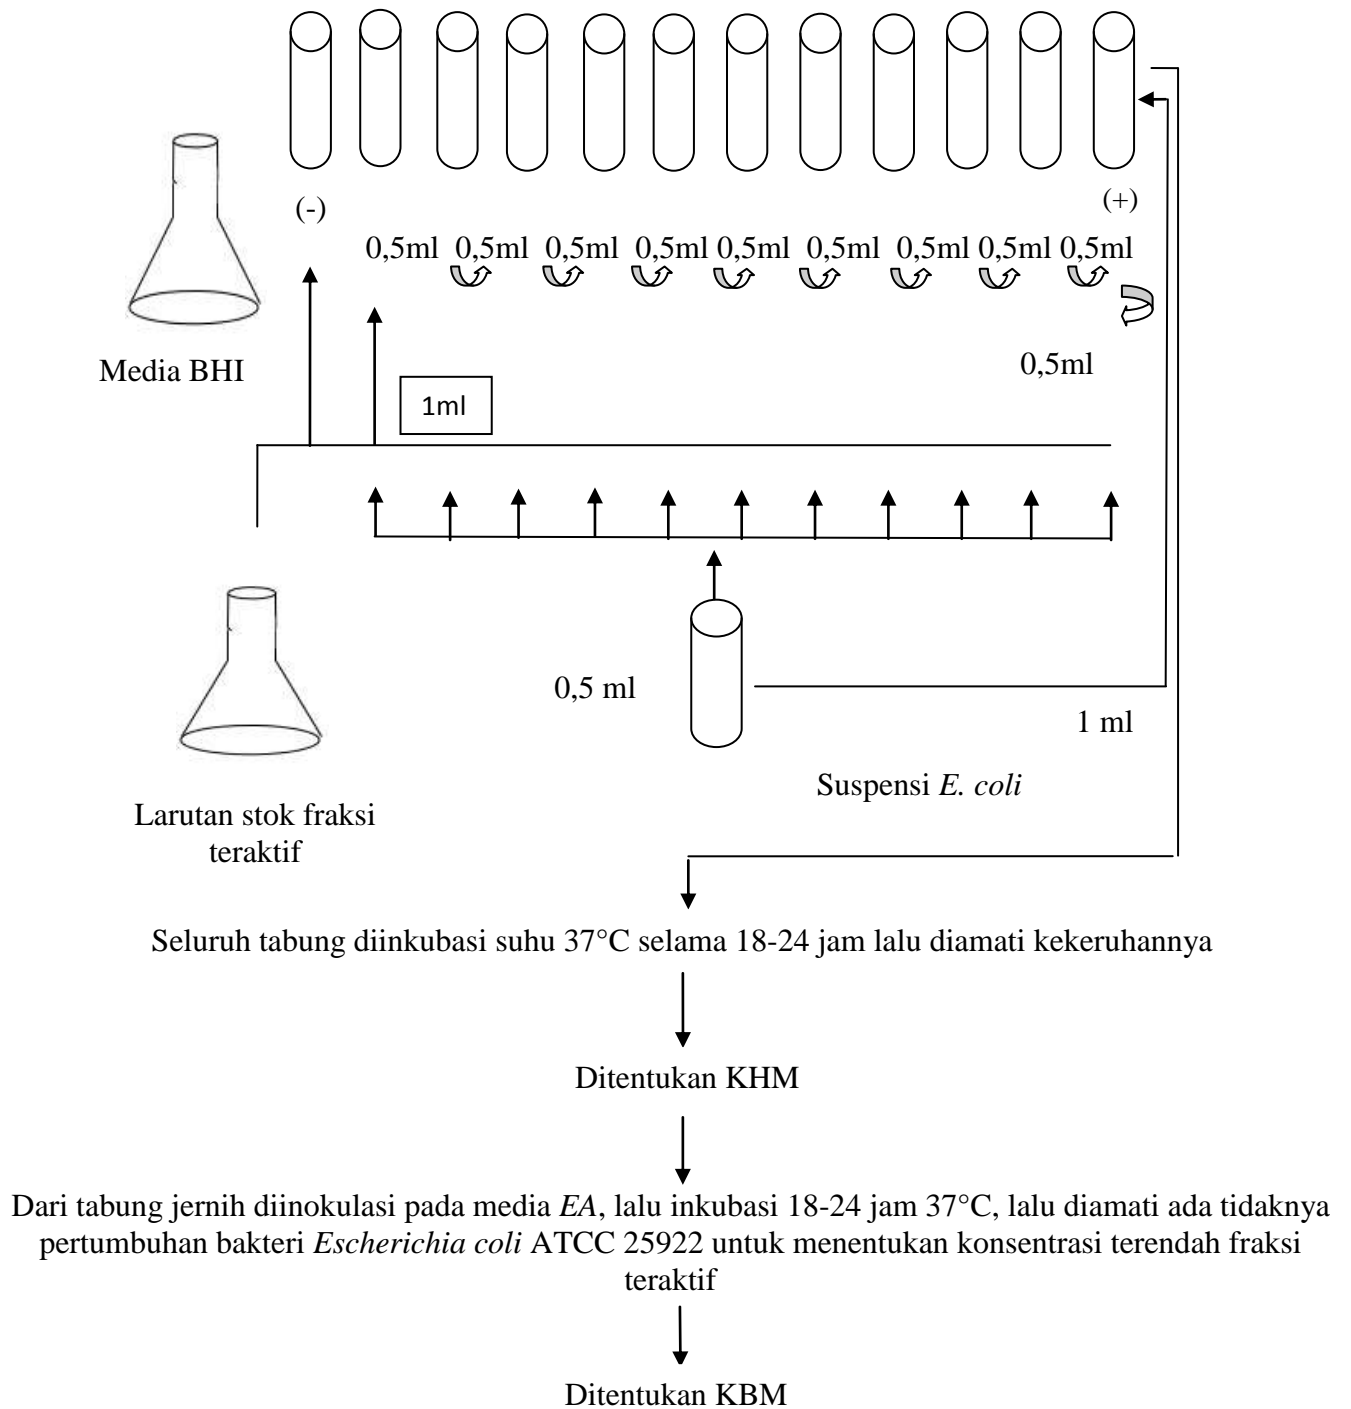 (-)
(+)
0,5ml 0,5ml 0,5ml 0,5ml 0,5ml 0,5ml 0,5ml 0,5ml 0,5ml
Media BHI
0,5ml
1ml
0,5 ml
1 ml
Suspensi E. coli
Larutan stok fraksi
teraktif
Seluruh tabung diinkubasi suhu 37°C selama 18-24 jam lalu diamati kekeruhannya
Ditentukan KHM
Dari tabung jernih diinokulasi pada media EA, lalu inkubasi 18-24 jam 37°C, lalu diamati ada tidaknya
pertumbuhan bakteri Escherichia coli ATCC 25922 untuk menentukan konsentrasi terendah fraksi
teraktif
Ditentukan KBM